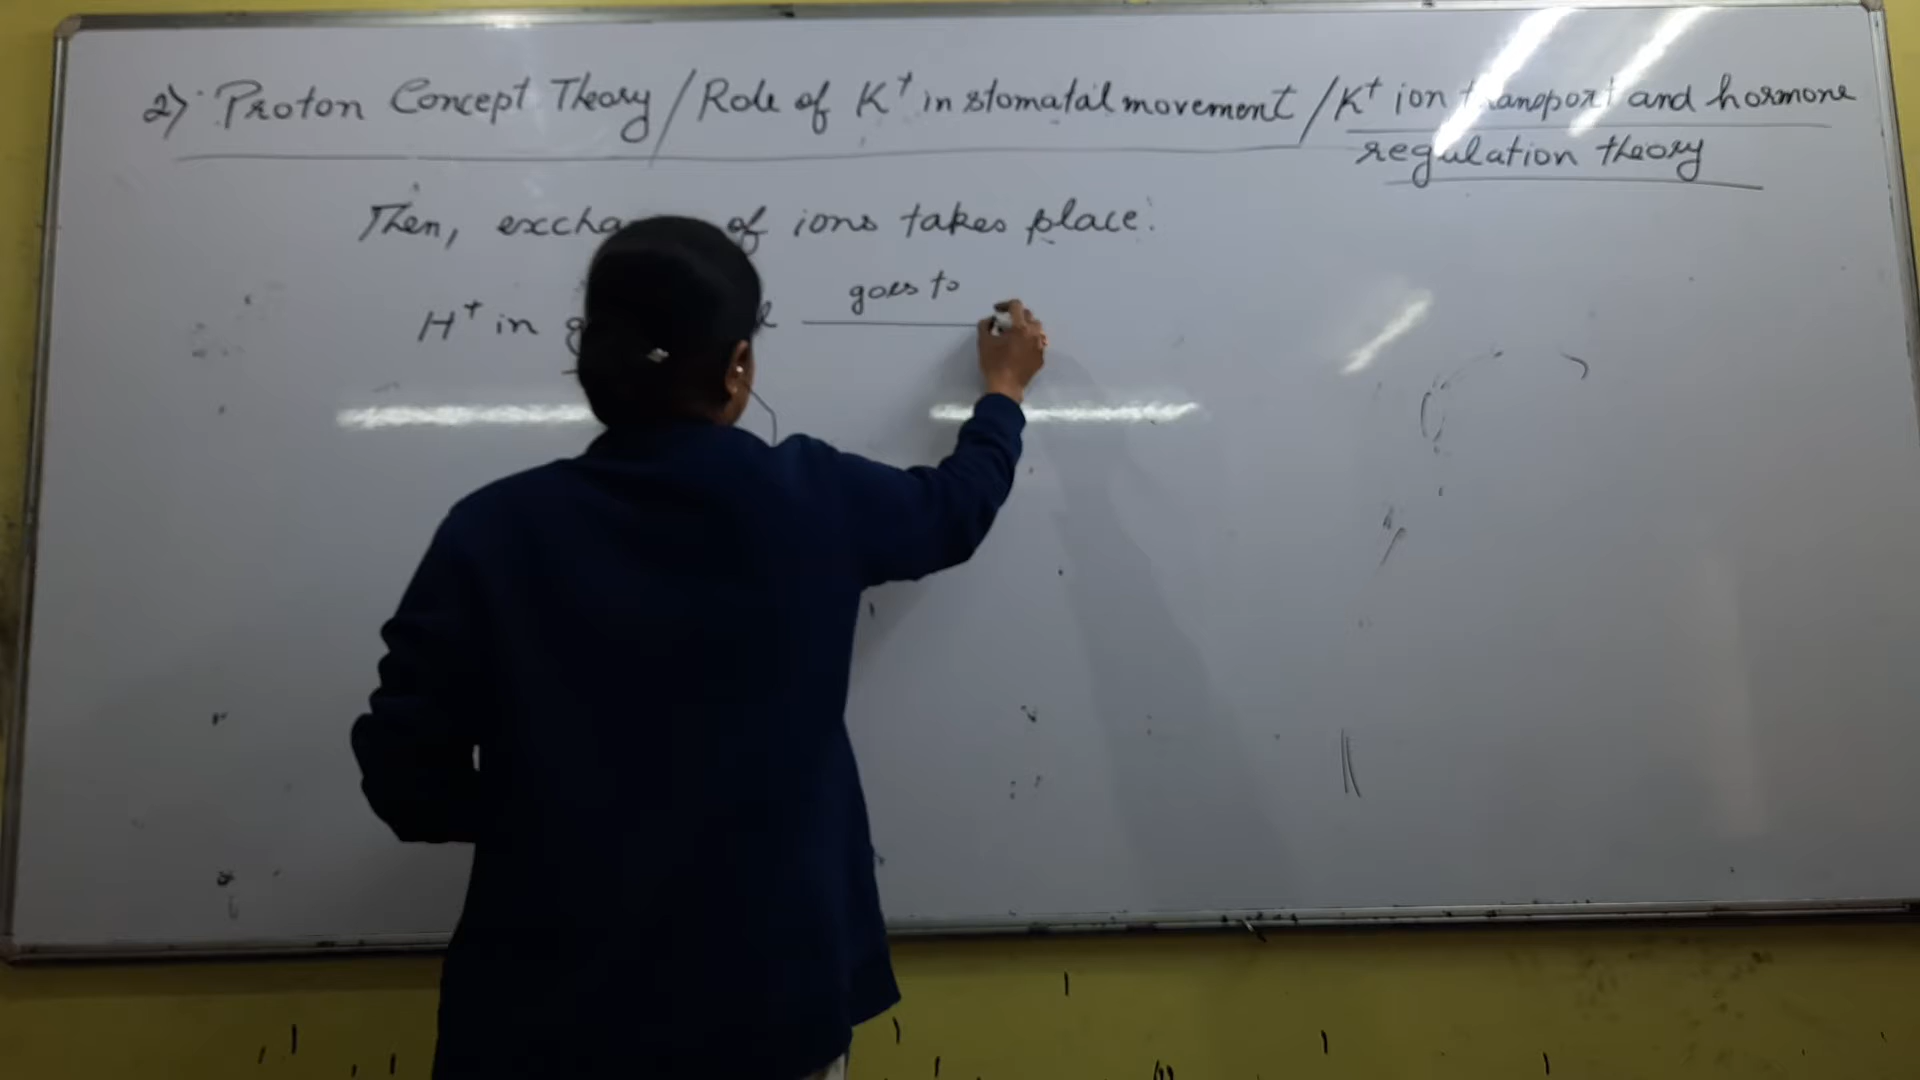 2) Proton Concept Theory / Role of K⁺ in stomatal movement / K⁺ ion transport and hormone
regulation theory
Then, of ions takes place:
H⁺ in goes to